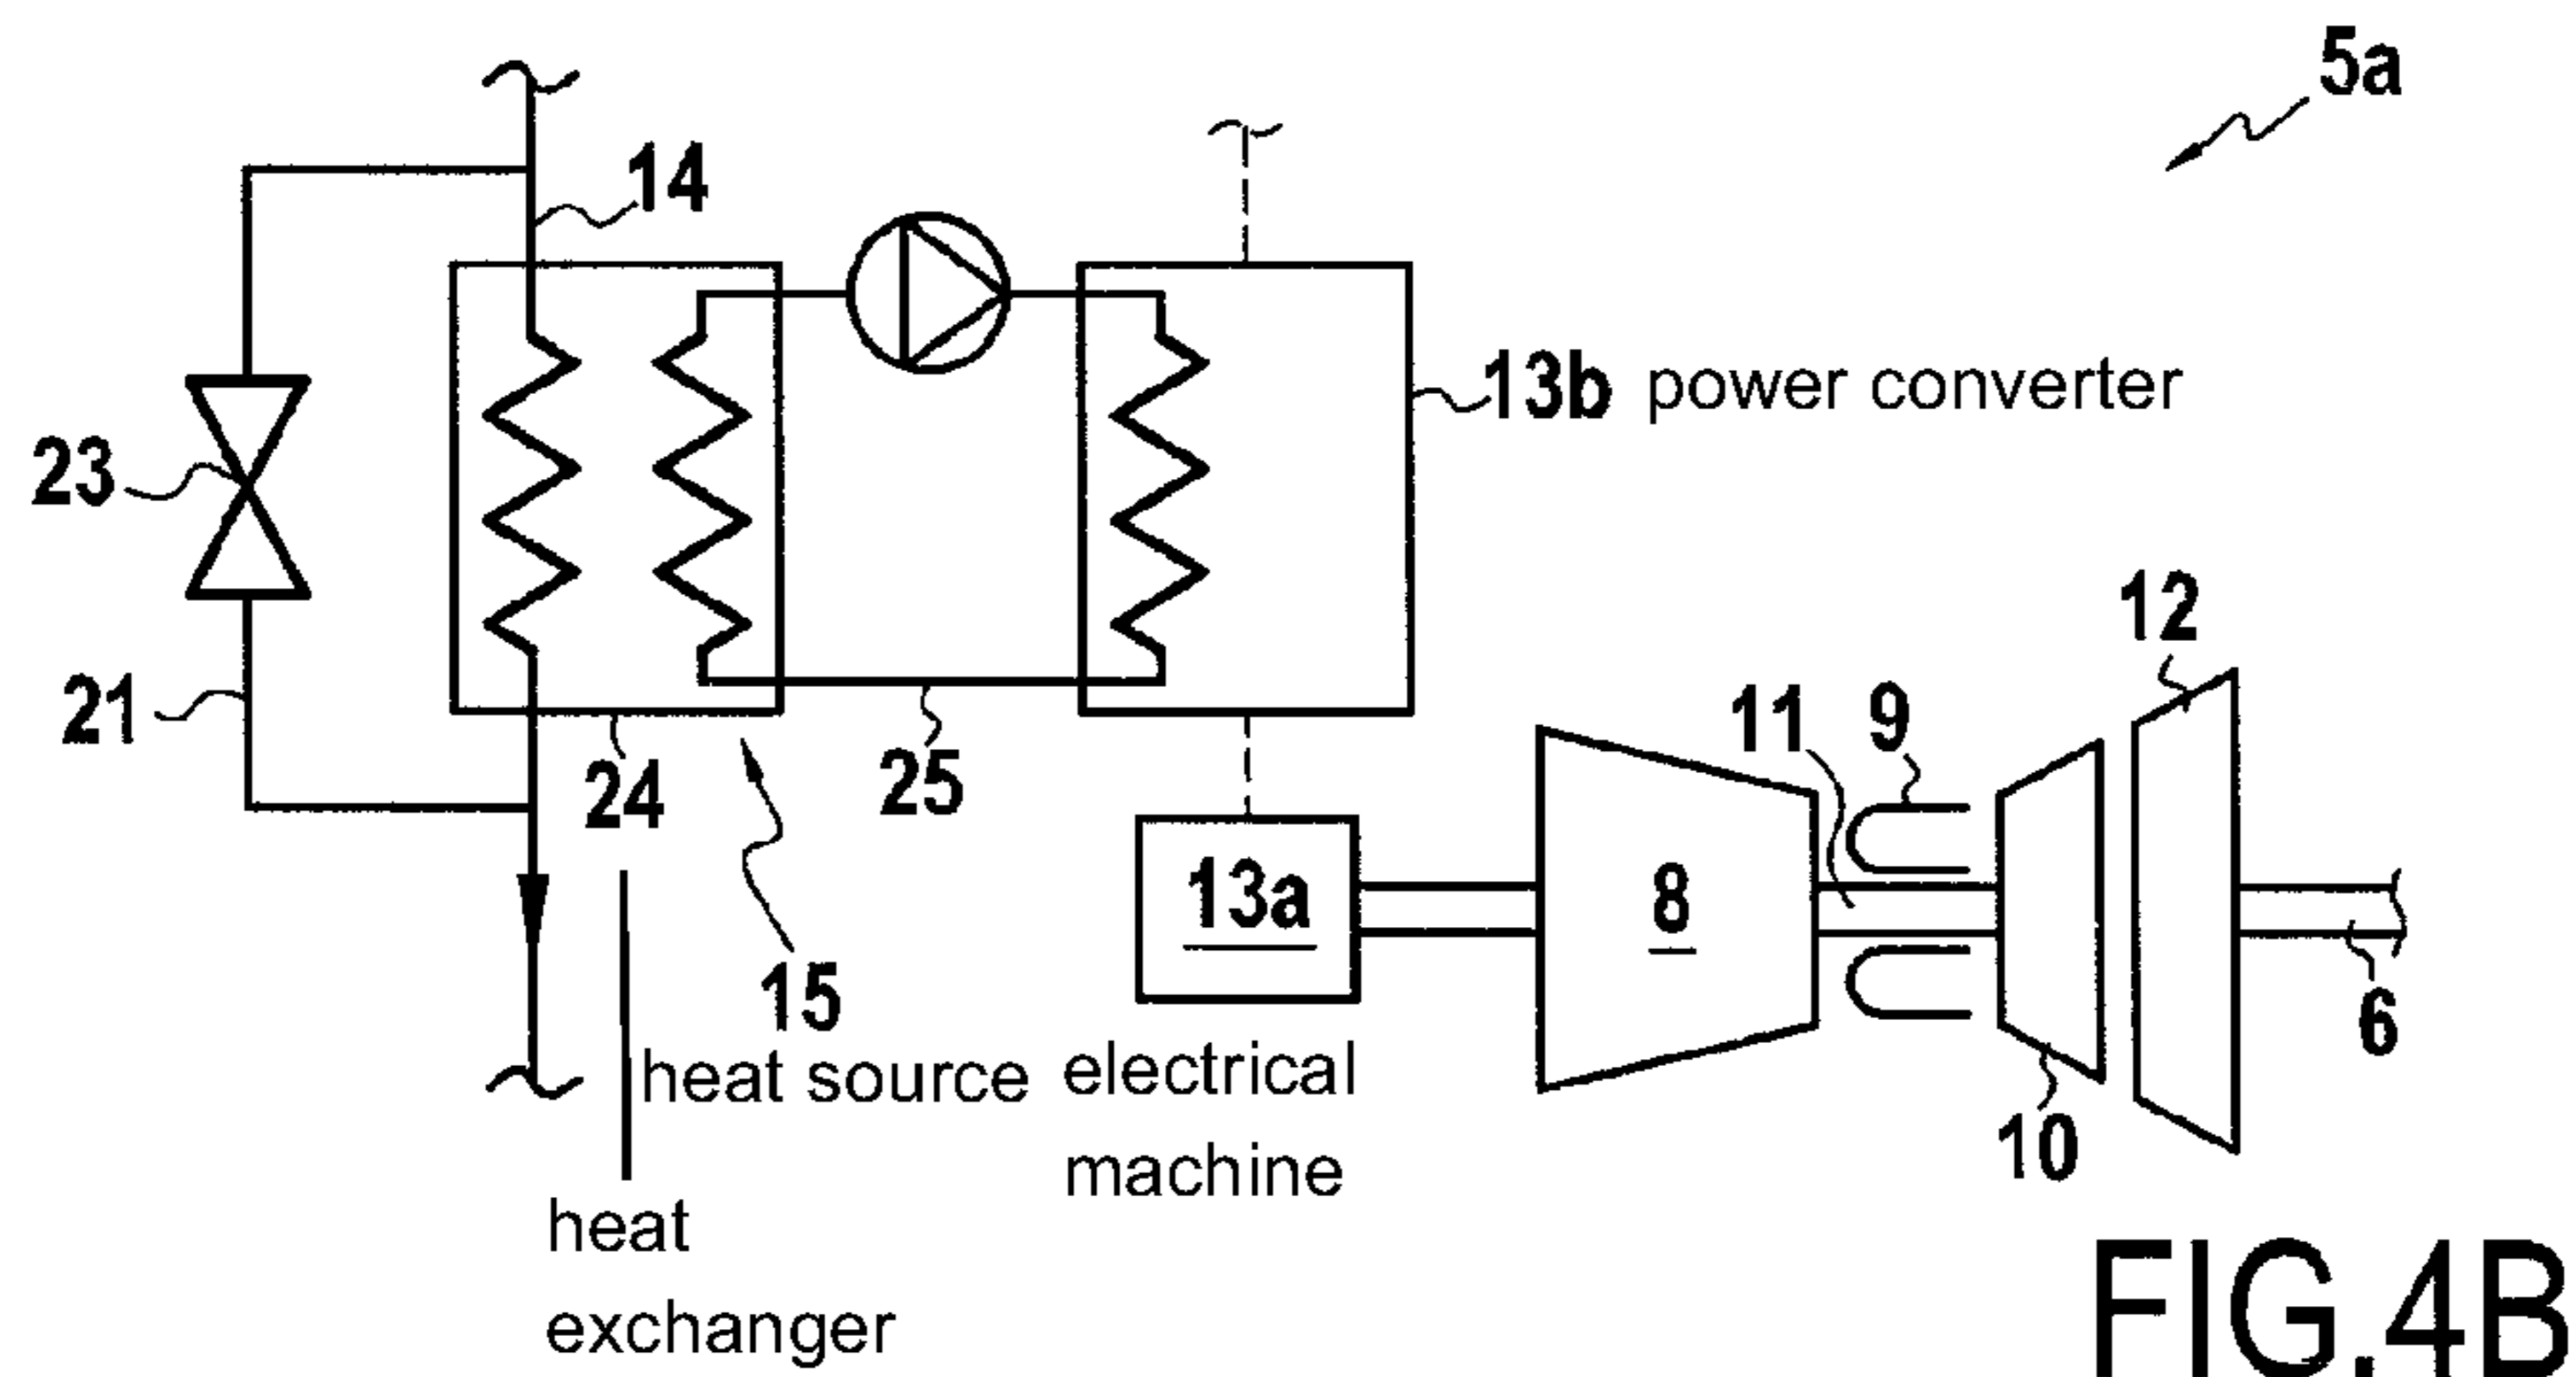 5a
14
13b power converter
23
12
21
11
9
24
25
13a
8
15
6
heat source
electrical
machine
10
heat
exchanger
FIG.4B